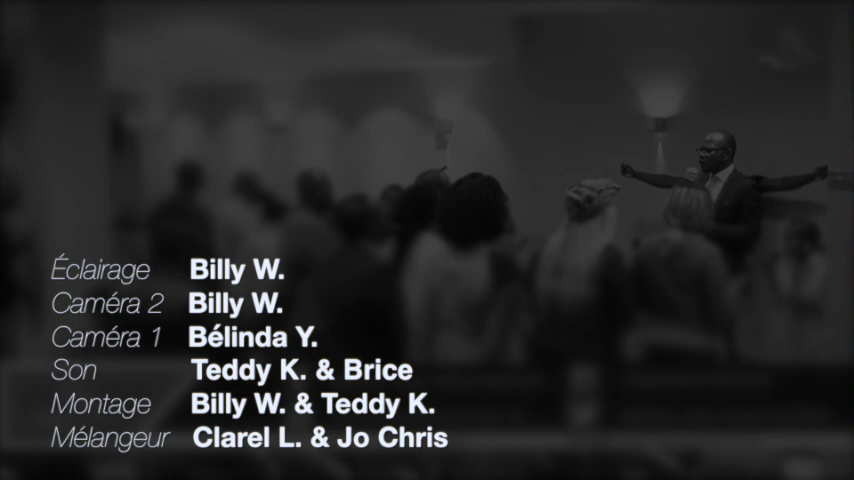 Éclairage Billy W.
Caméra 2 Billy W.
Caméra 1 Bélinda Y.
Son Teddy K. & Brice
Montage Billy W. & Teddy K.
Mélangeur Clarel L. & Jo Chris